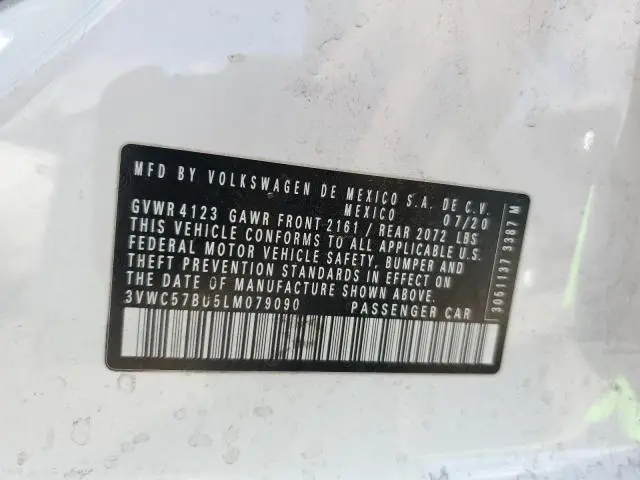 MFD BY VOLKSWAGEN DE MEXICO S.A. DE C.V.
MEXICO 07/20
GVWR 4123 GAWR FRONT 2161 / REAR 2072 LBS
THIS VEHICLE CONFORMS TO ALL APPLICABLE U.S.
FEDERAL MOTOR VEHICLE SAFETY, BUMPER AND
THEFT PREVENTION STANDARDS IN EFFECT ON
THE DATE OF MANUFACTURE SHOWN ABOVE.
3VWC57BU5LM079090 PASSENGER CAR
3051137 3387 M